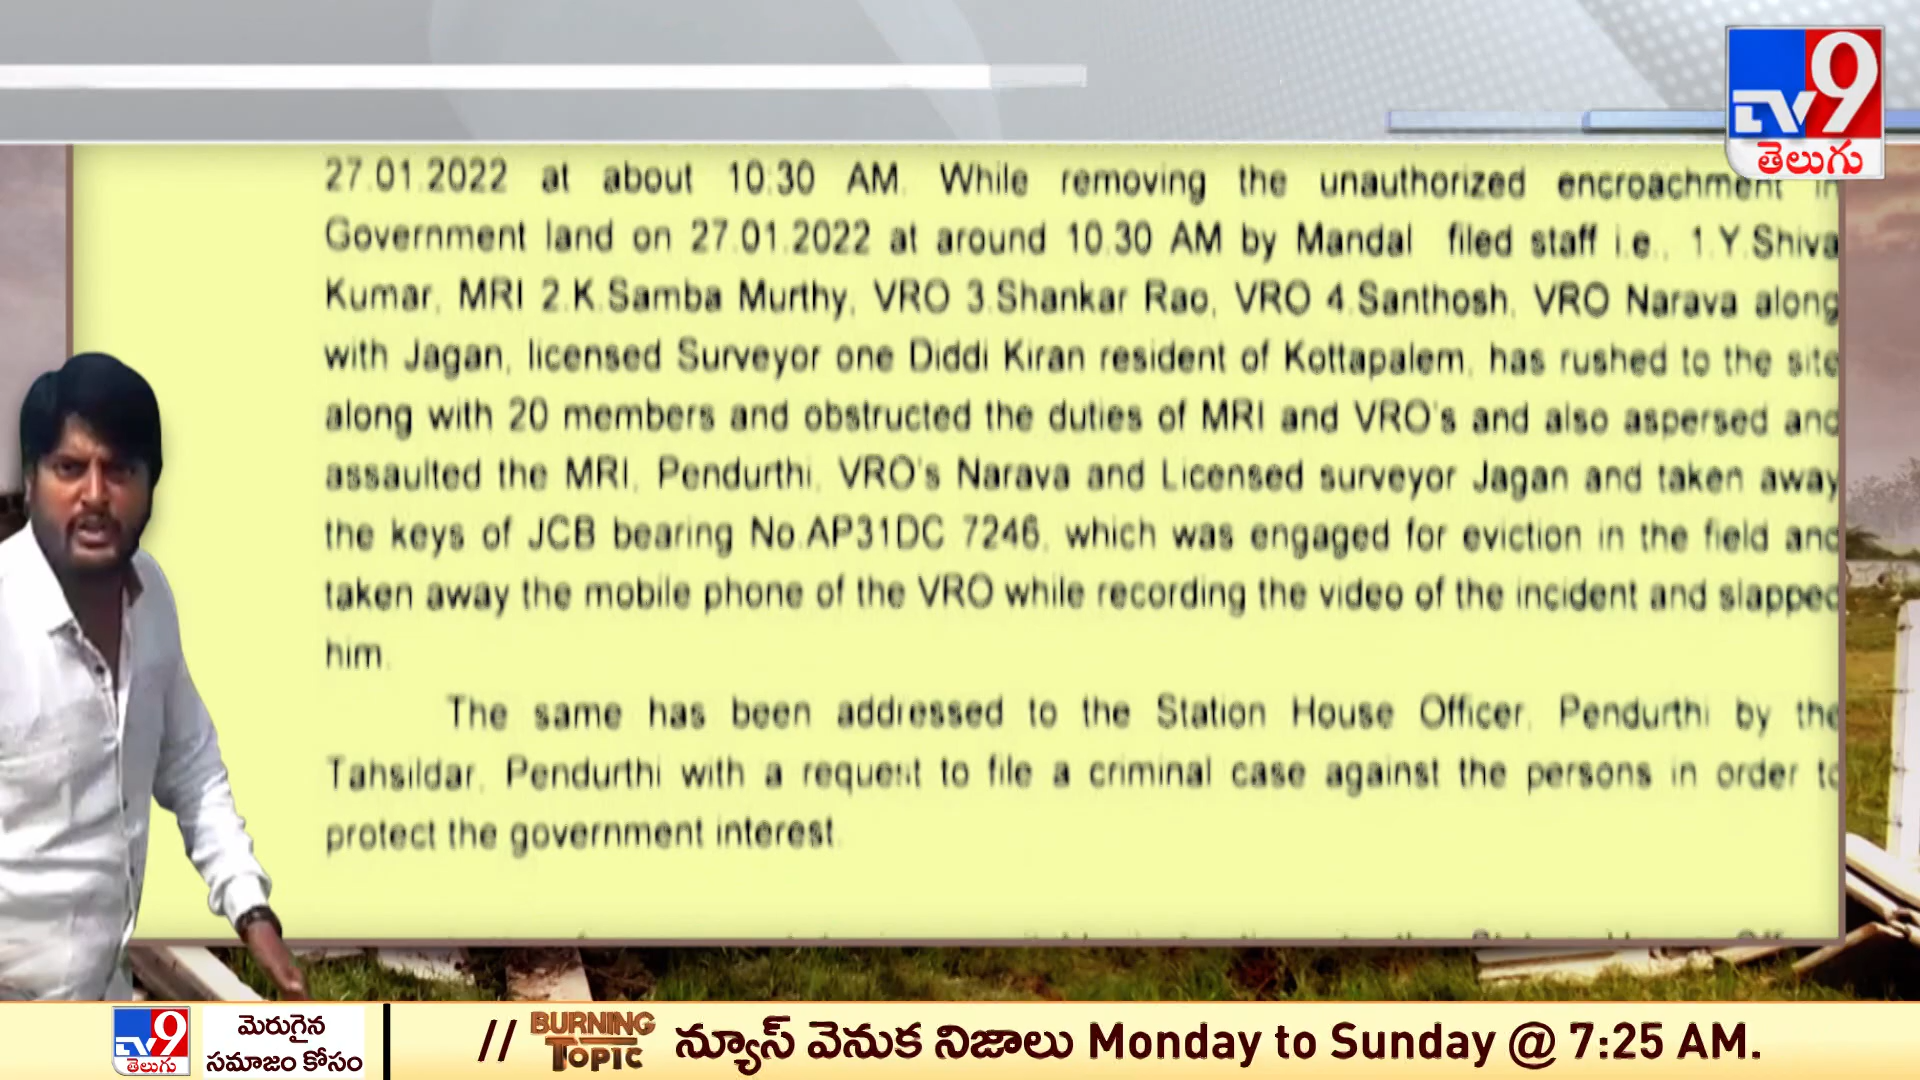 TV9
తెలుగు
27.01.2022 at about 10:30 AM. While removing the unauthorized encroachment in
Government land on 27.01.2022 at around 10.30 AM by Mandal filed staff i.e., 1.Y.Shiva
Kumar, MRI 2.K.Samba Murthy, VRO 3.Shankar Rao, VRO 4.Santhosh, VRO Narava along
with Jagan, licensed Surveyor one Diddi Kiran resident of Kottapalem, has rushed to the site
along with 20 members and obstructed the duties of MRI and VRO's and also aspersed and
assaulted the MRI, Pendurthi, VRO's Narava and Licensed surveyor Jagan and taken away
the keys of JCB bearing No.AP31DC 7246, which was engaged for eviction in the field and
taken away the mobile phone of the VRO while recording the video of the incident and slapped
him.
The same has been addressed to the Station House Officer, Pendurthi by the
Tahsildar, Pendurthi with a request to file a criminal case against the persons in order to
protect the government interest.
TV9
తెలుగు
మెరుగైన
సమాజం కోసం
// BURNING TOPIC న్యూస్ వెనుక నిజాలు Monday to Sunday @ 7:25 AM.